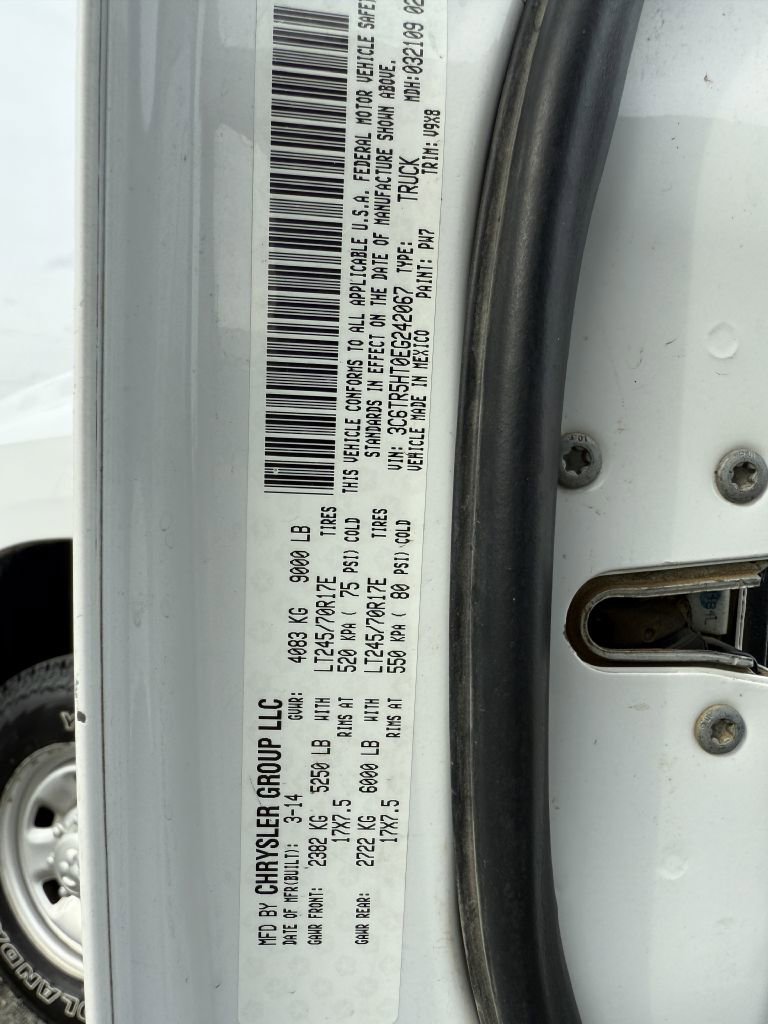 MFD BY CHRYSLER GROUP LLC
DATE OF MFR(BUILT): 3-14 GVWR: 4083 KG 9000 LB
GAWR FRONT: 2382 KG 5250 LB WITH LT245/70R17E TIRES
17X7.5 RIMS AT 520 KPA ( 75 PSI) COLD
GAWR REAR: 2722 KG 6000 LB WITH LT245/70R17E TIRES
17X7.5 RIMS AT 550 KPA ( 80 PSI) COLD
THIS VEHICLE CONFORMS TO ALL APPLICABLE U.S.A. FEDERAL MOTOR VEHICLE
STANDARDS IN EFFECT ON THE DATE OF MANUFACTURE SHOWN ABOVE.
VIN: 3C6TR5HT0EG242067 TYPE: TRUCK MDH:032109 02
VEHICLE MADE IN MEXICO PAINT: PW7 TRIM: V9X8